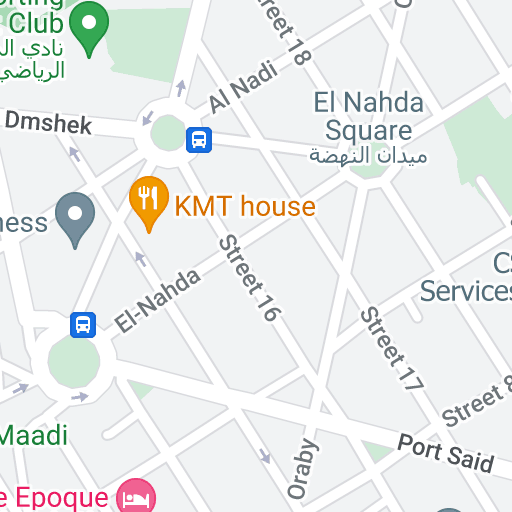 Club
نادي
الرياضي
Street 18
Al Nadi
Dmshek
El Nahda
Square
ميدان النهضة
KMT house
ness
Street 16
El-Nahda
CS
Services
Street 17
Street 8
Maadi
Oraby
Port Said
e Epoque